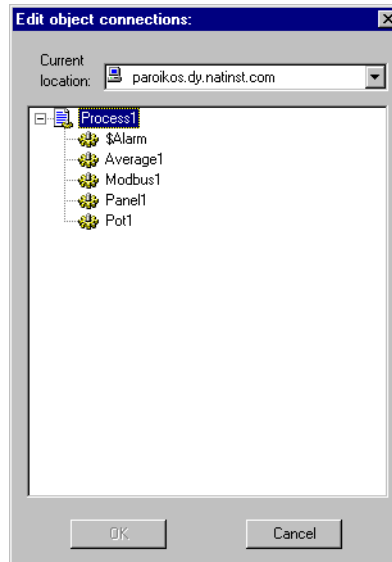 Edit object connections:
Current
location:
paroikos.dy.natinst.com
Process1
$Alarm
Average1
Modbus1
Panel1
Pot1
OK
Cancel